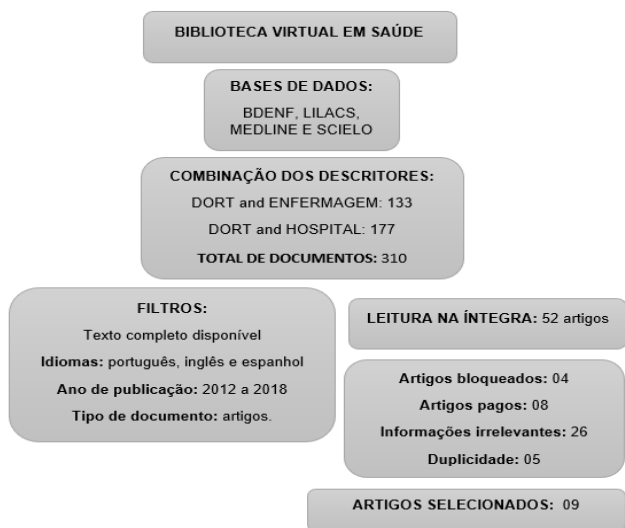 BIBLIOTECA VIRTUAL EM SAÚDE
BASES DE DADOS:
BDENF, LILACS,
MEDLINE E SCIELO
COMBINAÇÃO DOS DESCRITORES:
DORT and ENFERMAGEM: 133
DORT and HOSPITAL: 177
TOTAL DE DOCUMENTOS: 310
FILTROS:
Texto completo disponível
Idiomas: português, inglês e espanhol
Ano de publicação: 2012 a 2018
Tipo de documento: artigos.
LEITURA NA ÍNTEGRA: 52 artigos
Artigos bloqueados: 04
Artigos pagos: 08
Informações irrelevantes: 26
Duplicidade: 05
ARTIGOS SELECIONADOS: 09